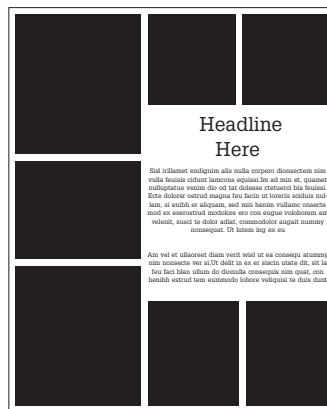 Headline
Here
Sisl irillamet endignim alis nulla corpero dionsectem nim
vulla feuisis cidunt lamcons equissi.Im ad min et, quamet
nulluptatue venim dio od tat dolesse ctetuerci bla feuissi.
Ecte dolorer ostrud magna feu facin ut loreriu sciduis nul-
lam, si enibh er aliquam, sed min henim vullamc onsecte
mod ex exerostrud modolore ero con eugue voloborem am
velenit, susci te dolor adiat, commodolor augait nummy
nonsequat. Ut lutem ing ex eu
Am vel et ullaoreet diam verit wisl ut ea consequ atummy
nim nonsecte ver si.Ut delit in ex er siscin utate dit, sit la
feu faci blan ullum do dionulla consequis nim quat, con
henibh estrud tem eummodo lobore veliquisi te duis dunt